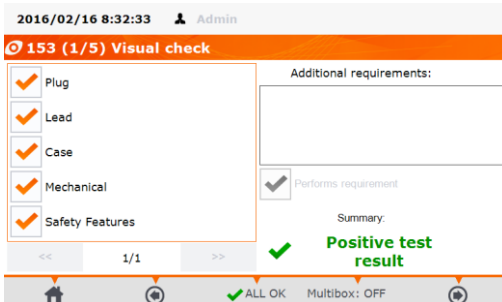 2016/02/16 8:32:33 Admin
153 (1/5) Visual check
Plug
Lead
Case
Mechanical
Safety Features
<< 1/1 >>
Additional requirements:
Performs requirement
Summary:
Positive test
result
ALL OK Multibox: OFF